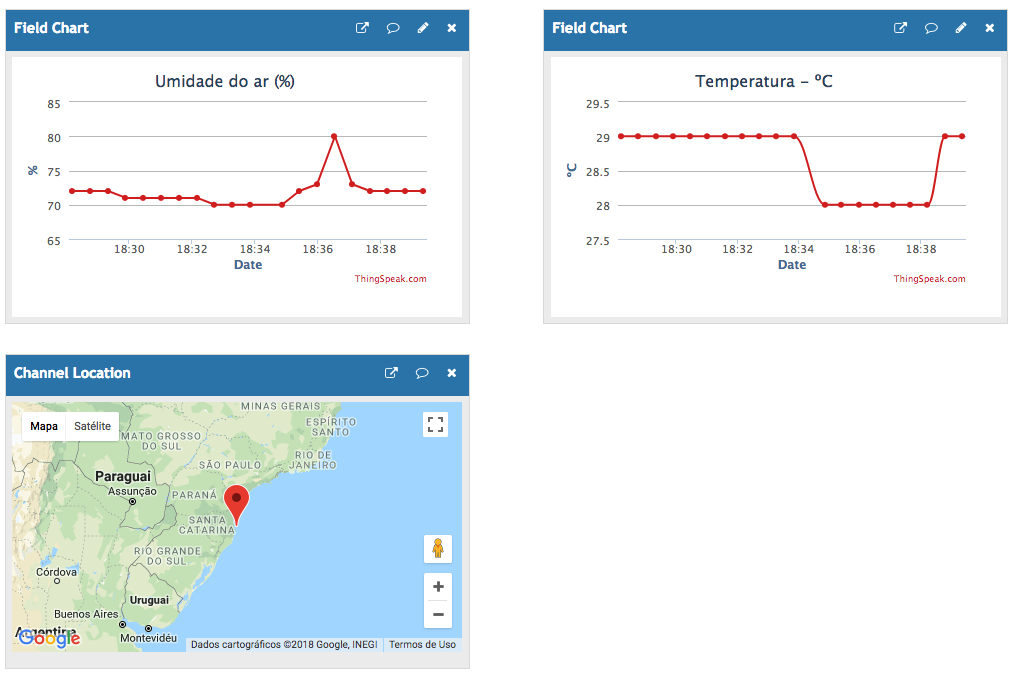 Field Chart
Umidade do ar (%)
85
80
75
70
65
%
18:30 18:32 18:34 18:36 18:38
Date
ThingSpeak.com
Field Chart
Temperatura - ºC
29.5
29
28.5
28
27.5
ºC
18:30 18:32 18:34 18:36 18:38
Date
ThingSpeak.com
Channel Location
Mapa Satélite
MINAS GERAIS
ESPÍRITO
SANTO
MATO GROSSO
DO SUL
RIO DE
JANEIRO
SÃO PAULO
Paraguai
Assunção
PARANÁ
SANTA
CATARINA
RIO GRANDE
DO SUL
Córdova
Uruguai
Buenos Aires
Argentina
Google
Montevidéu
Dados cartográficos ©2018 Google, INEGI
Termos de Uso